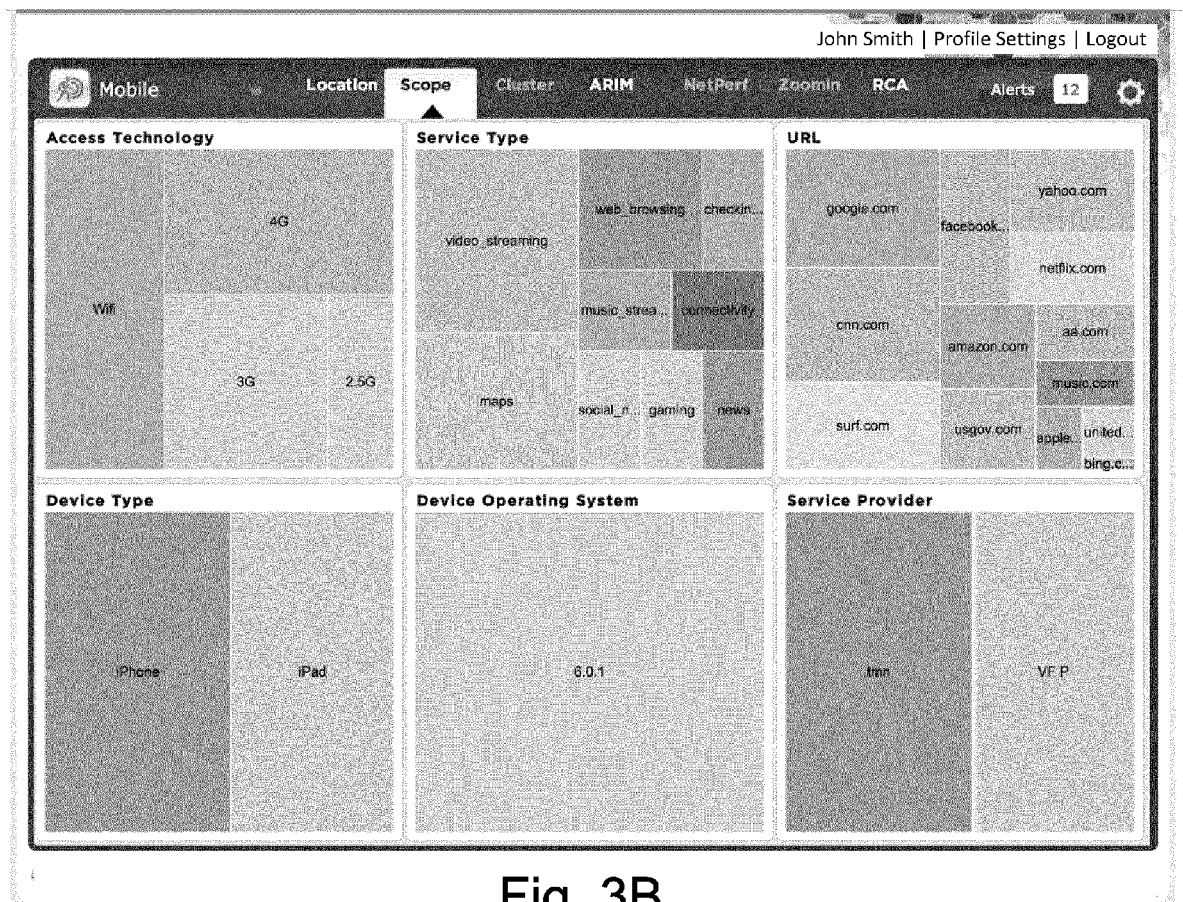 John Smith | Profile Settings | Logout
Mobile Location Scope Cluster ARIM NetPerf Zoomin RCA Alerts 12
Access Technology
Wifi
4G
3G
2.5G
Service Type
video_streaming
maps
web_browsing
checkin...
music_strea...
connectivity
social_n...
gaming
news
URL
google.com
cnn.com
surf.com
facebook...
yahoo.com
netflix.com
amazon.com
aa.com
music.com
usgov.com
apple...
united...
bing.c...
Device Type
iPhone
iPad
Device Operating System
6.0.1
Service Provider
tmn
VF P
Fig. 3B